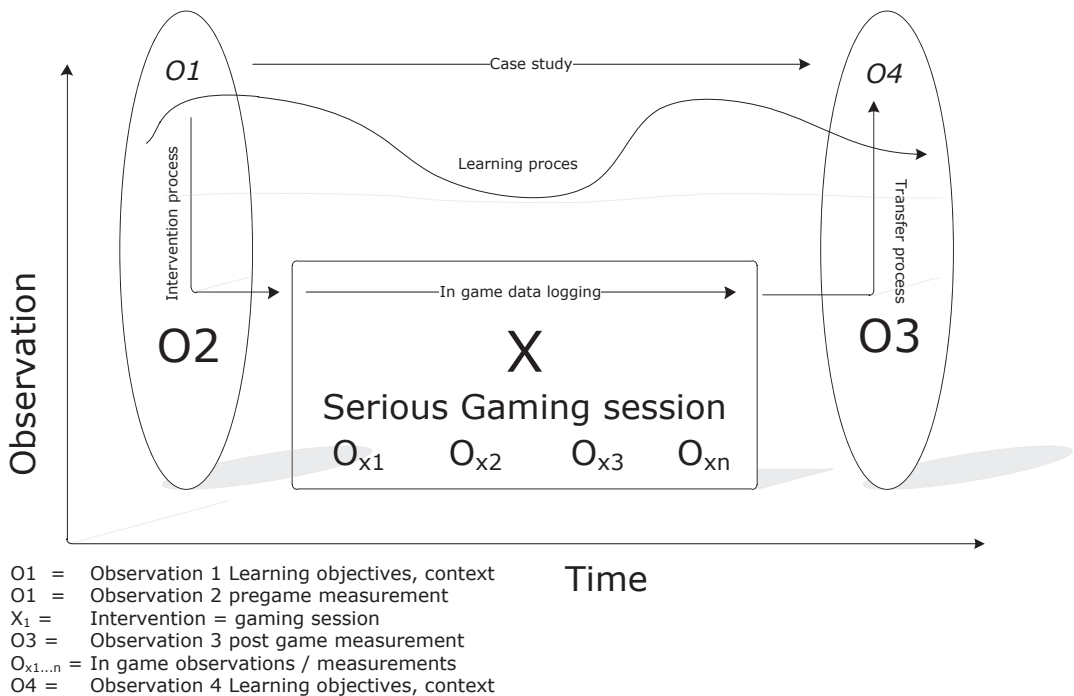 O1
Case study
O4
Learning proces
Intervention process
Transfer process
In game data logging
O2
X
O3
Serious Gaming session
Oₓ₁ Oₓ₂ Oₓ₃ Oₓₙ
Observation
Time
O1 = Observation 1 Learning objectives, context
O1 = Observation 2 pregame measurement
X₁ = Intervention = gaming session
O3 = Observation 3 post game measurement
Oₓ₁...ₙ = In game observations / measurements
O4 = Observation 4 Learning objectives, context